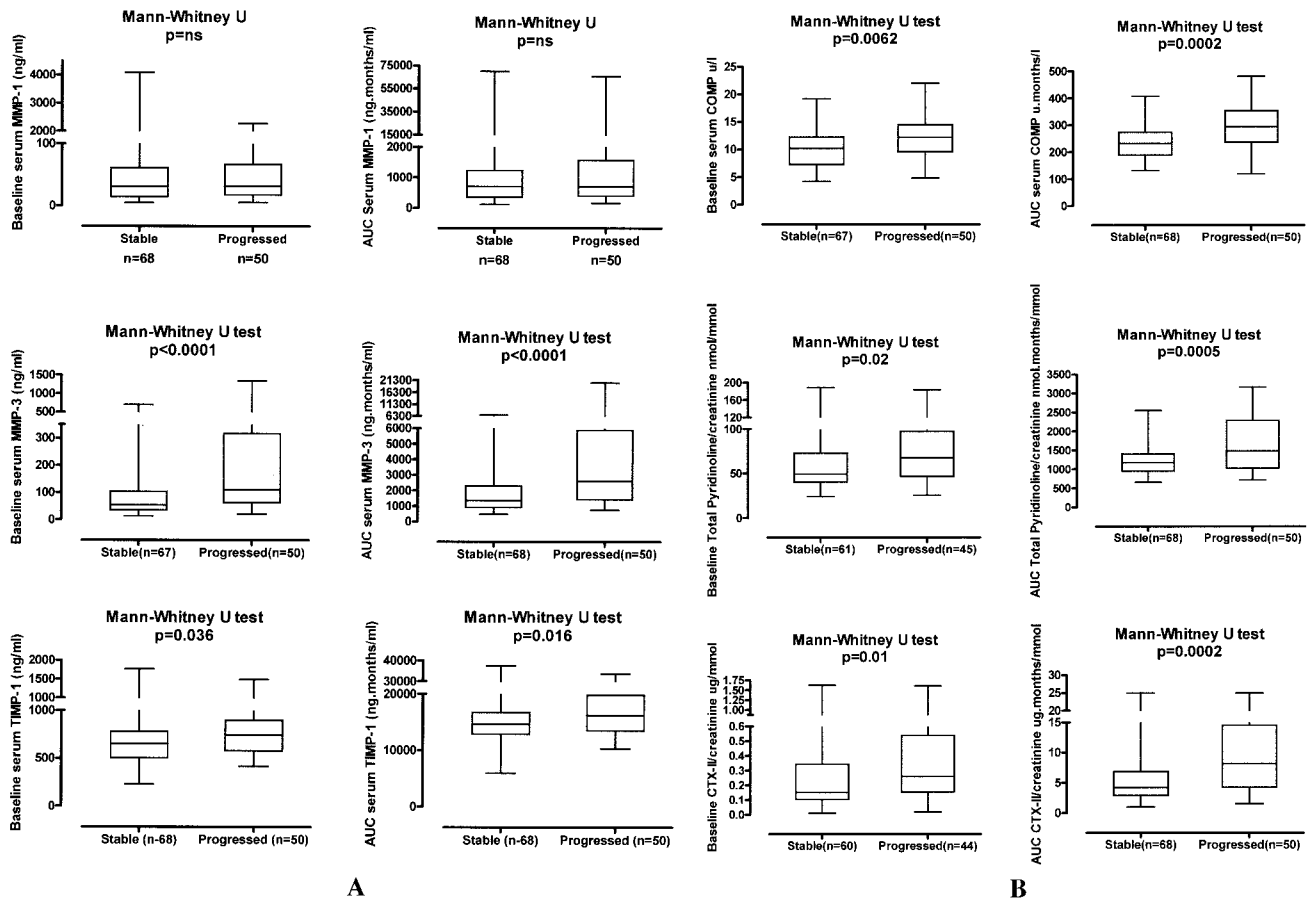 Mann-Whitney U
p=ns
Baseline serum MMP-1 (ng/ml)
4000
3000
2000
100
0
Stable
Progressed
n=68
n=50
Mann-Whitney U
p=ns
AUC Serum MMP-1 (ng.months/ml)
75000
55000
35000
15000
2000
1000
0
Stable
Progressed
n=68
n=50
Mann-Whitney U test
p=0.0062
Baseline serum COMP u/l
25
20
15
10
5
0
Stable(n=67)
Progressed(n=50)
Mann-Whitney U test
p=0.0002
AUC serum COMP u.months/l
500
400
300
200
100
0
Stable(n=68)
Progressed(n=50)
Mann-Whitney U test
p<0.0001
Baseline serum MMP-3 (ng/ml)
1500
1000
500
300
200
100
0
Stable(n=67)
Progressed(n=50)
Mann-Whitney U test
p<0.0001
AUC serum MMP-3 (ng.months/ml)
21300
16300
11300
6300
6000
5000
4000
3000
2000
1000
0
Stable(n=68)
Progressed(n=50)
Mann-Whitney U test
p=0.02
Baseline Total Pyridinoline/creatinine nmol/mmol
200
160
120
100
50
0
Stable(n=61)
Progressed(n=45)
Mann-Whitney U test
p=0.0005
AUC Total Pyridinoline/creatinine nmol.months/mmol
3500
3000
2500
2000
1500
1000
500
0
Stable(n=68)
Progressed(n=50)
Mann-Whitney U test
p=0.036
Baseline serum TIMP-1 (ng/ml)
2000
1500
1000
1000
500
0
Stable (n-68)
Progressed (n=50)
Mann-Whitney U test
p=0.016
AUC serum TIMP-1 (ng.months/ml)
40000
30000
20000
10000
0
Stable (n-68)
Progressed (n=50)
Mann-Whitney U test
p=0.01
Baseline CTX-II/creatinine ug/mmol
1.75
1.50
1.25
1.00
0.6
0.5
0.4
0.3
0.2
0.1
0.0
Stable(n=60)
Progressed(n=44)
Mann-Whitney U test
p=0.0002
AUC CTX-II/creatinine ug.months/mmol
30
25
20
15
10
5
0
Stable(n=68)
Progressed(n=50)
A
B